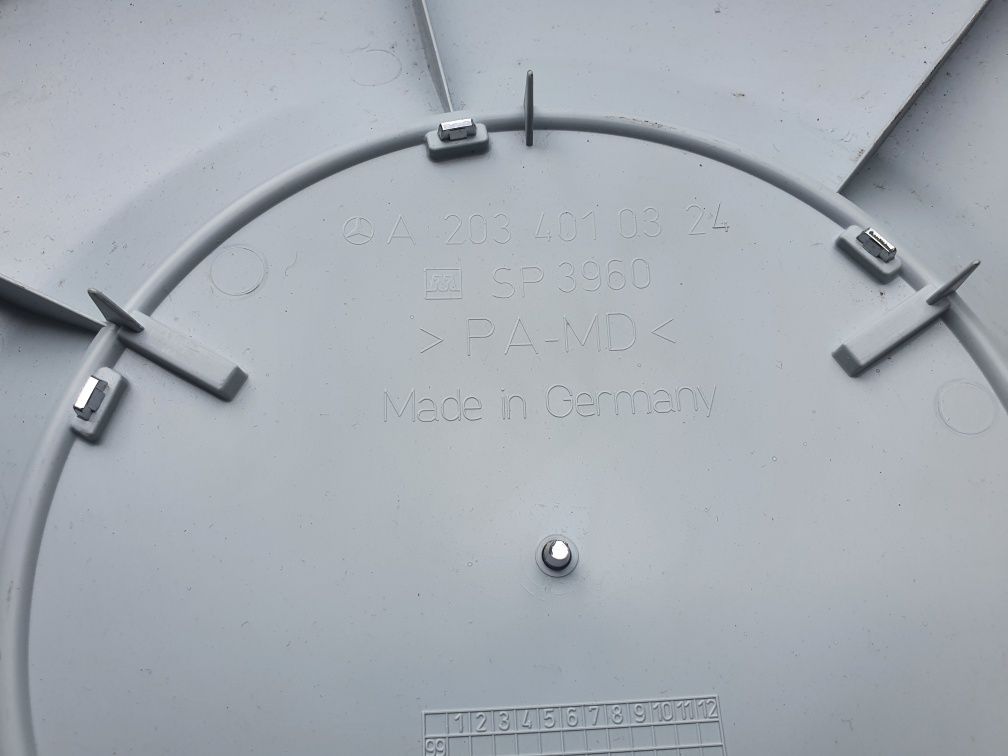 A 203 401 03 24
SP 3960
> PA-MD <
Made in Germany
1 2 3 4 5 6 7 8 9 10 11 12
99